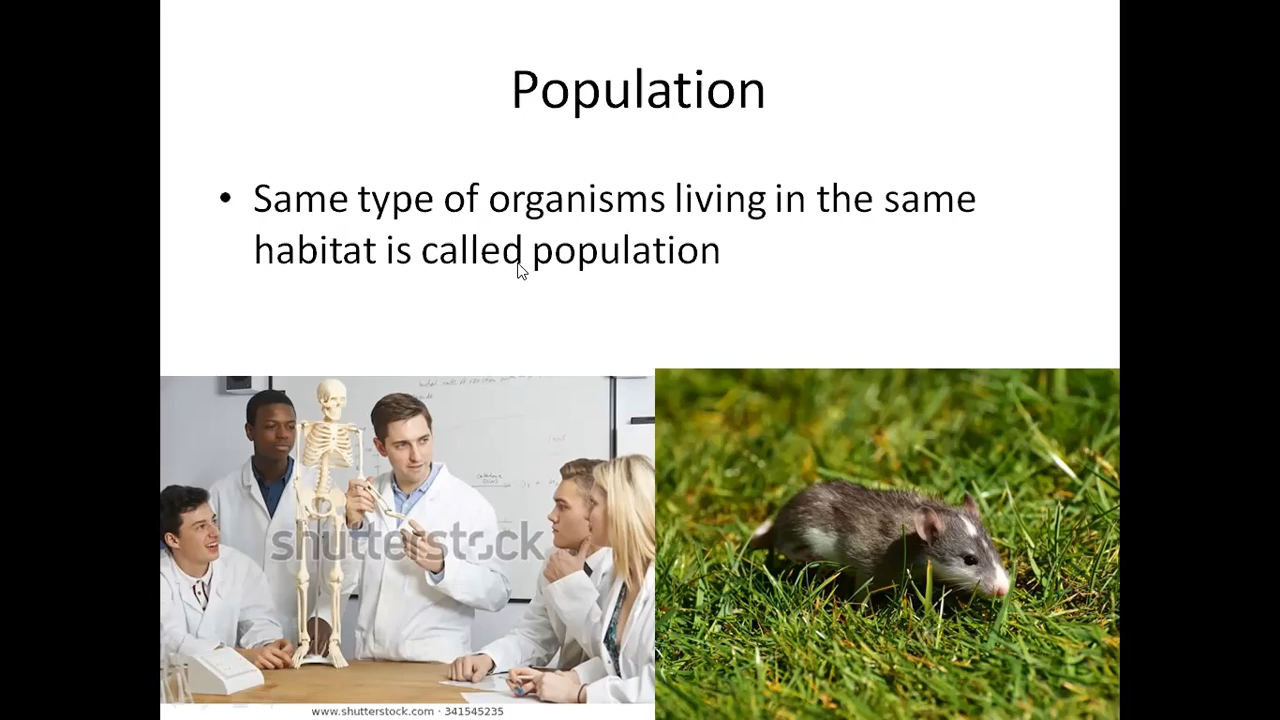 Population
• Same type of organisms living in the same
habitat is called population
shutterstock
www.shutterstock.com · 341545235